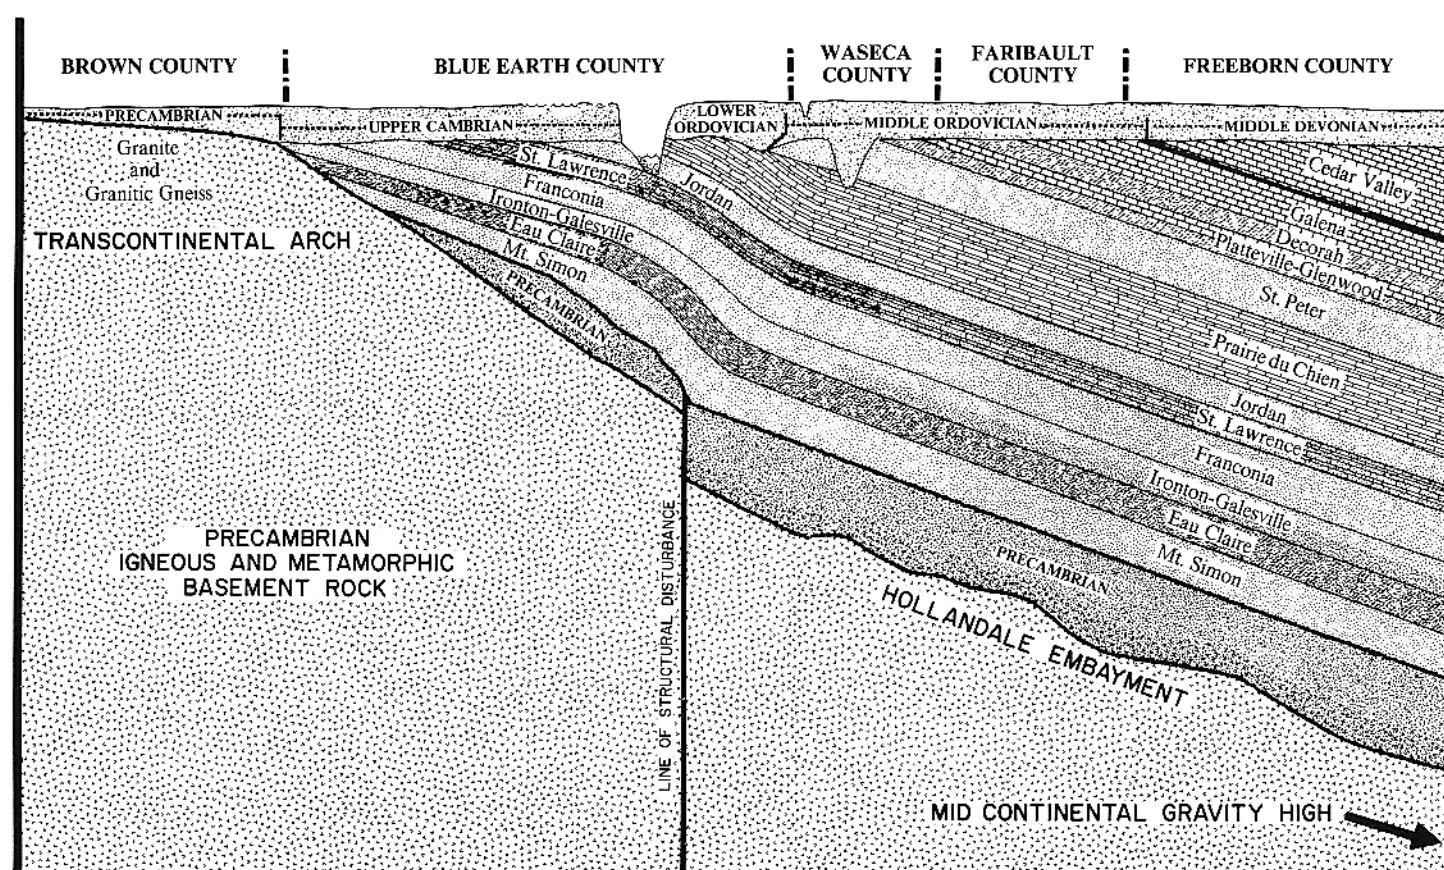 BROWN COUNTY
BLUE EARTH COUNTY
WASECA
COUNTY
FARIBAULT
COUNTY
FREEBORN COUNTY
PRECAMBRIAN
UPPER CAMBRIAN
LOWER
ORDOVICIAN
MIDDLE ORDOVICIAN
MIDDLE DEVONIAN
Granite
and
Granitic Gneiss
TRANSCONTINENTAL ARCH
St. Lawrence
Franconia
Ironton-Galesville
Eau Claire
Mt. Simon
PRECAMBRIAN
Jordan
Cedar Valley
Galena
Decorah
Platteville-Glenwood
St. Peter
Prairie du Chien
Jordan
St. Lawrence
Franconia
Ironton-Galesville
Eau Claire
Mt. Simon
PRECAMBRIAN
PRECAMBRIAN
IGNEOUS AND METAMORPHIC
BASEMENT ROCK
LINE OF STRUCTURAL DISTURBANCE
HOLLANDALE EMBAYMENT
MID CONTINENTAL GRAVITY HIGH